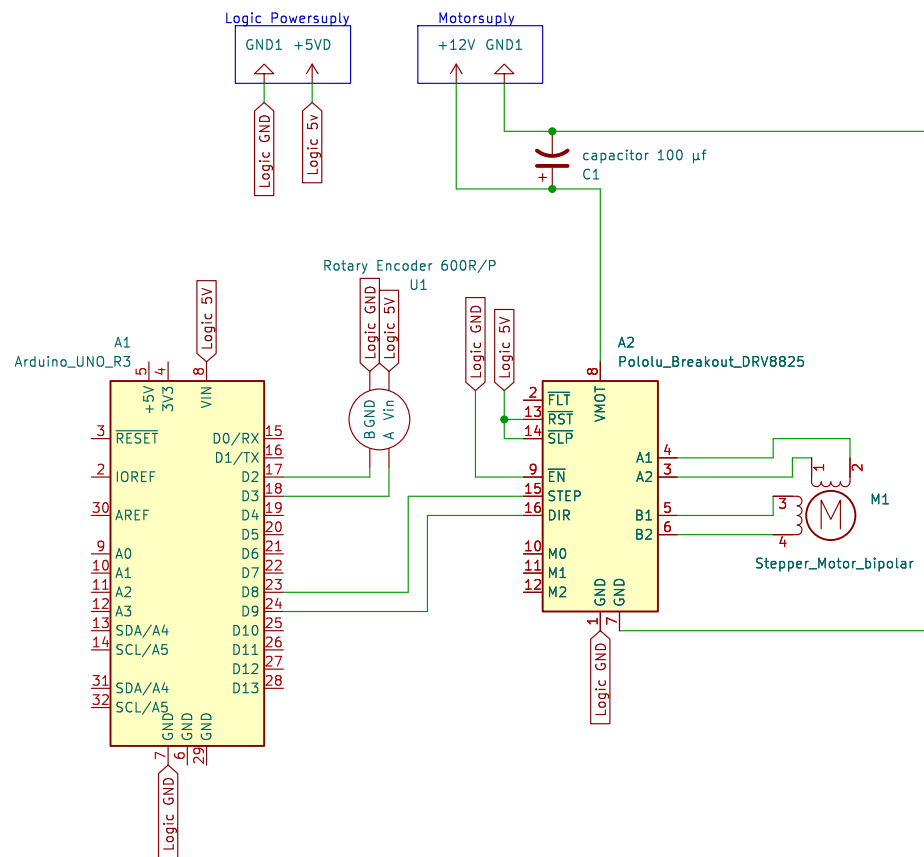 Logic Powersuply
Motorsuply
GND1 +5VD
+12V GND1
Logic GND
Logic 5v
capacitor 100 µf
C1
+
Rotary Encoder 600R/P
U1
Logic GND
Logic 5V
Logic 5V
Logic GND
Logic 5V
A1
Arduino_UNO_R3
A2
Pololu_Breakout_DRV8825
5
4
8
+5V
3V3
VIN
3 RESET
2 IOREF
30 AREF
9 A0
10 A1
11 A2
12 A3
13 SDA/A4
14 SCL/A5
31 SDA/A4
32 SCL/A5
D0/RX 15
D1/TX 16
D2 17
D3 18
D4 19
D5 20
D6 21
D7 22
D8 23
D9 24
D10 25
D11 26
D12 27
D13 28
GND
GND
GND
7
6
29
Logic GND
B GND
A Vin
8
VMOT
2 FLT
13 RST
14 SLP
9 EN
15 STEP
16 DIR
10 M0
11 M1
12 M2
A1 4
A2 3
B1 5
B2 6
GND
GND
1
7
Logic GND
1
2
3
4
M
M1
Stepper_Motor_bipolar